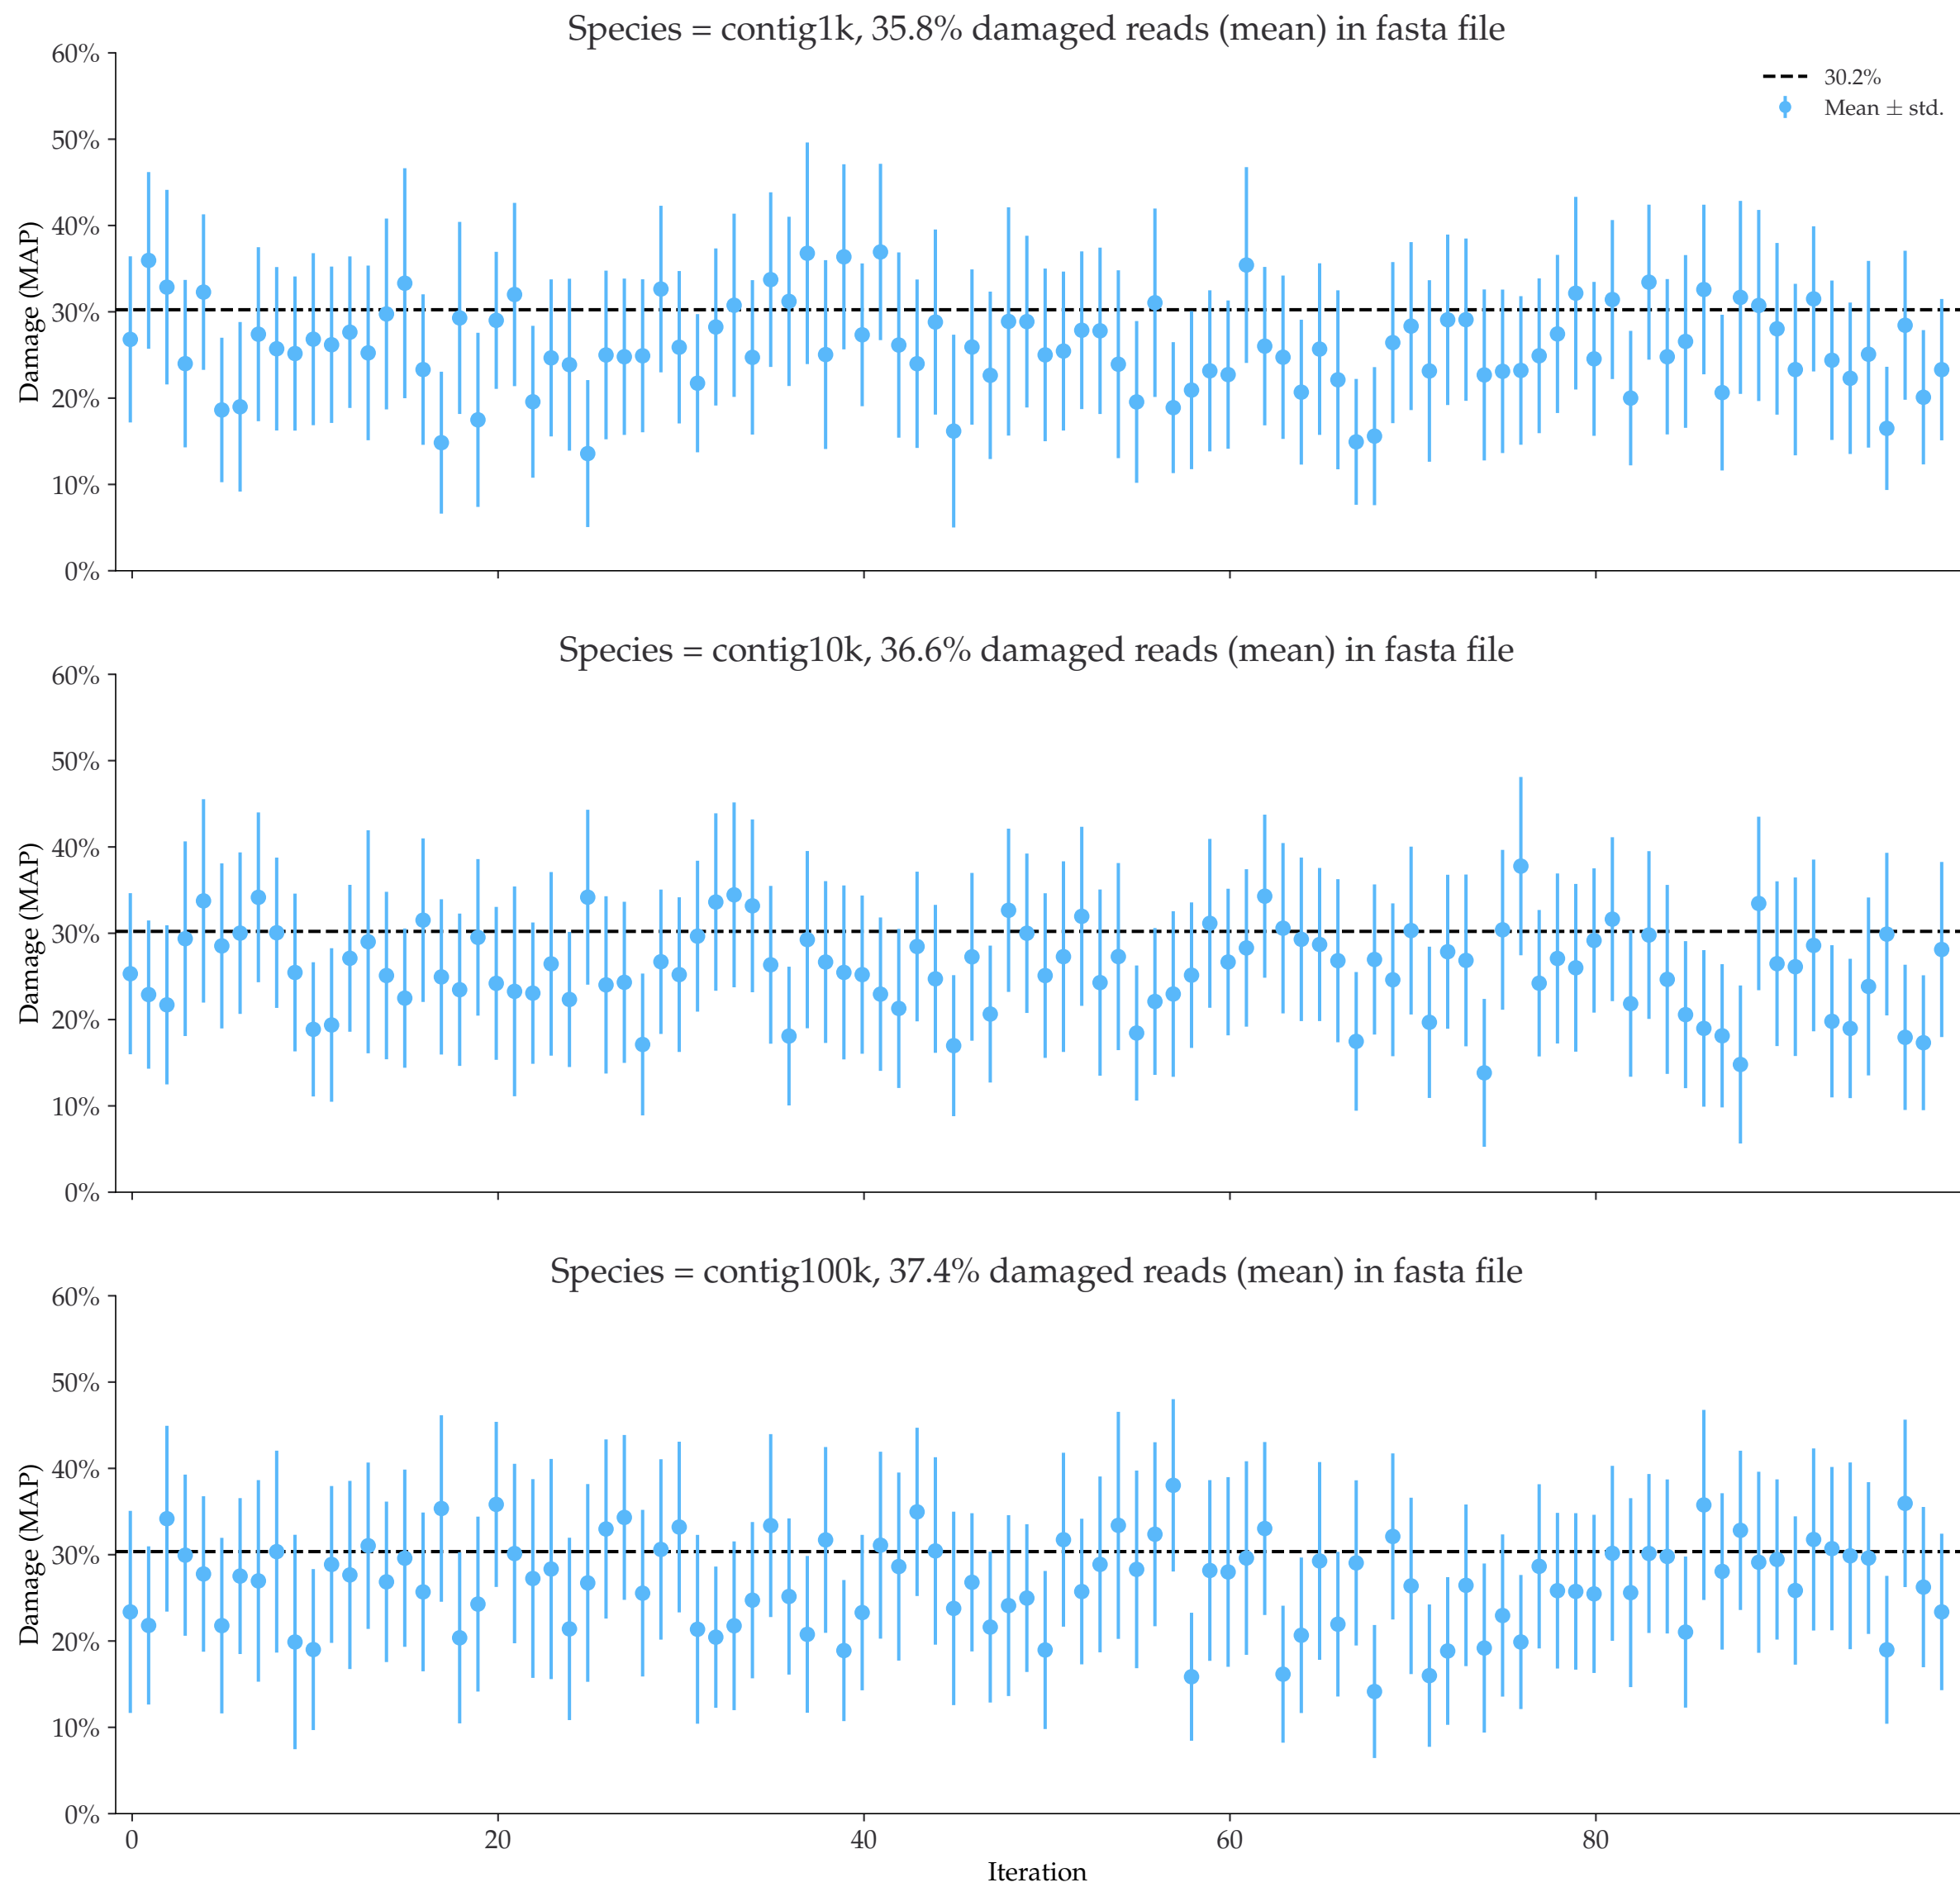 Species = contig1k, 35.8% damaged reads (mean) in fasta file
60%
50%
40%
30%
20%
10%
0%
Damage (MAP)
30.2%
Mean ± std.
Species = contig10k, 36.6% damaged reads (mean) in fasta file
60%
50%
40%
30%
20%
10%
0%
Damage (MAP)
Species = contig100k, 37.4% damaged reads (mean) in fasta file
60%
50%
40%
30%
20%
10%
0%
Damage (MAP)
0 20 40 60 80
Iteration